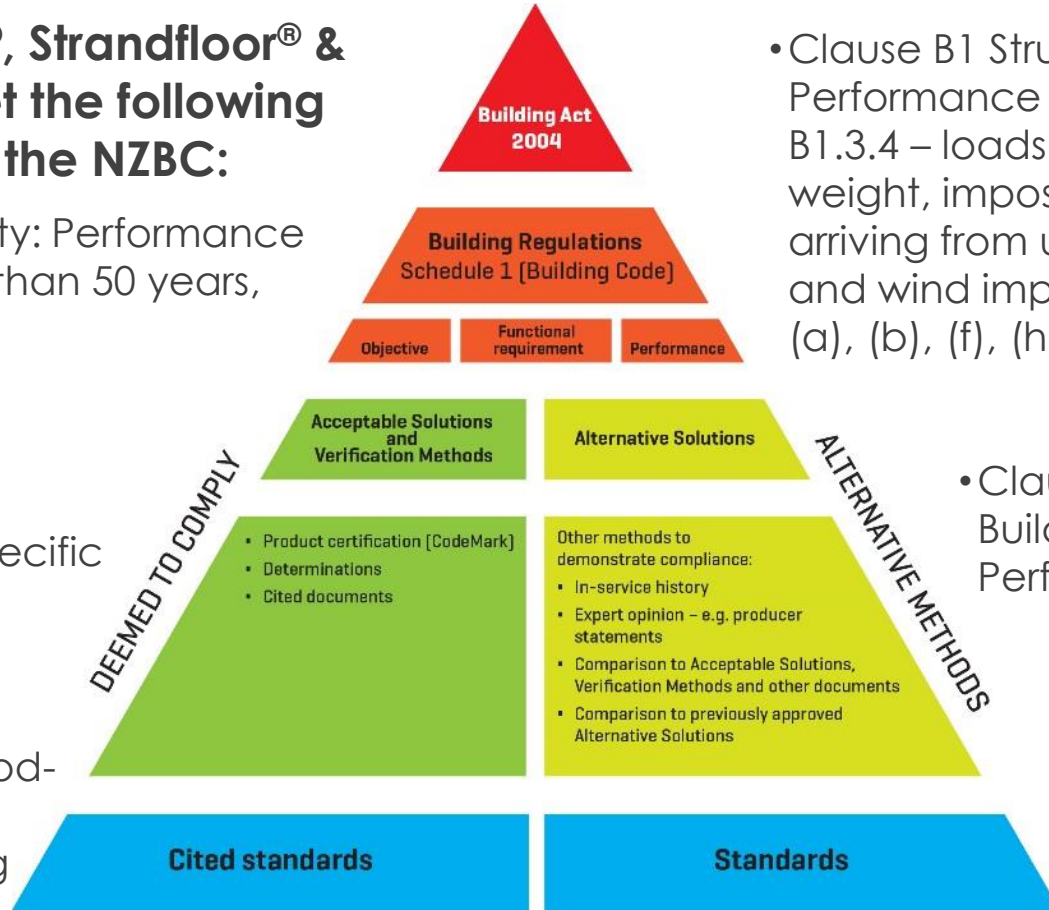 , Strandfloor® &
et the following
the NZBC:
ty: Performance
than 50 years,
ecific
od-
g
Building Act
2004
Building Regulations
Schedule 1 (Building Code)
Objective
Functional
requirement
Performance
Acceptable Solutions
and
Verification Methods
Alternative Solutions
DEEMED TO COMPLY
• Product certification (CodeMark)
• Determinations
• Cited documents
Other methods to
demonstrate compliance:
• In-service history
• Expert opinion – e.g. producer
statements
• Comparison to Acceptable Solutions,
Verification Methods and other documents
• Comparison to previously approved
Alternative Solutions
ALTERNATIVE METHODS
Cited standards
Standards
• Clause B1 Stru
Performance
B1.3.4 – loads
weight, impos
arriving from u
and wind imp
(a), (b), (f), (h
• Clau
Build
Perf